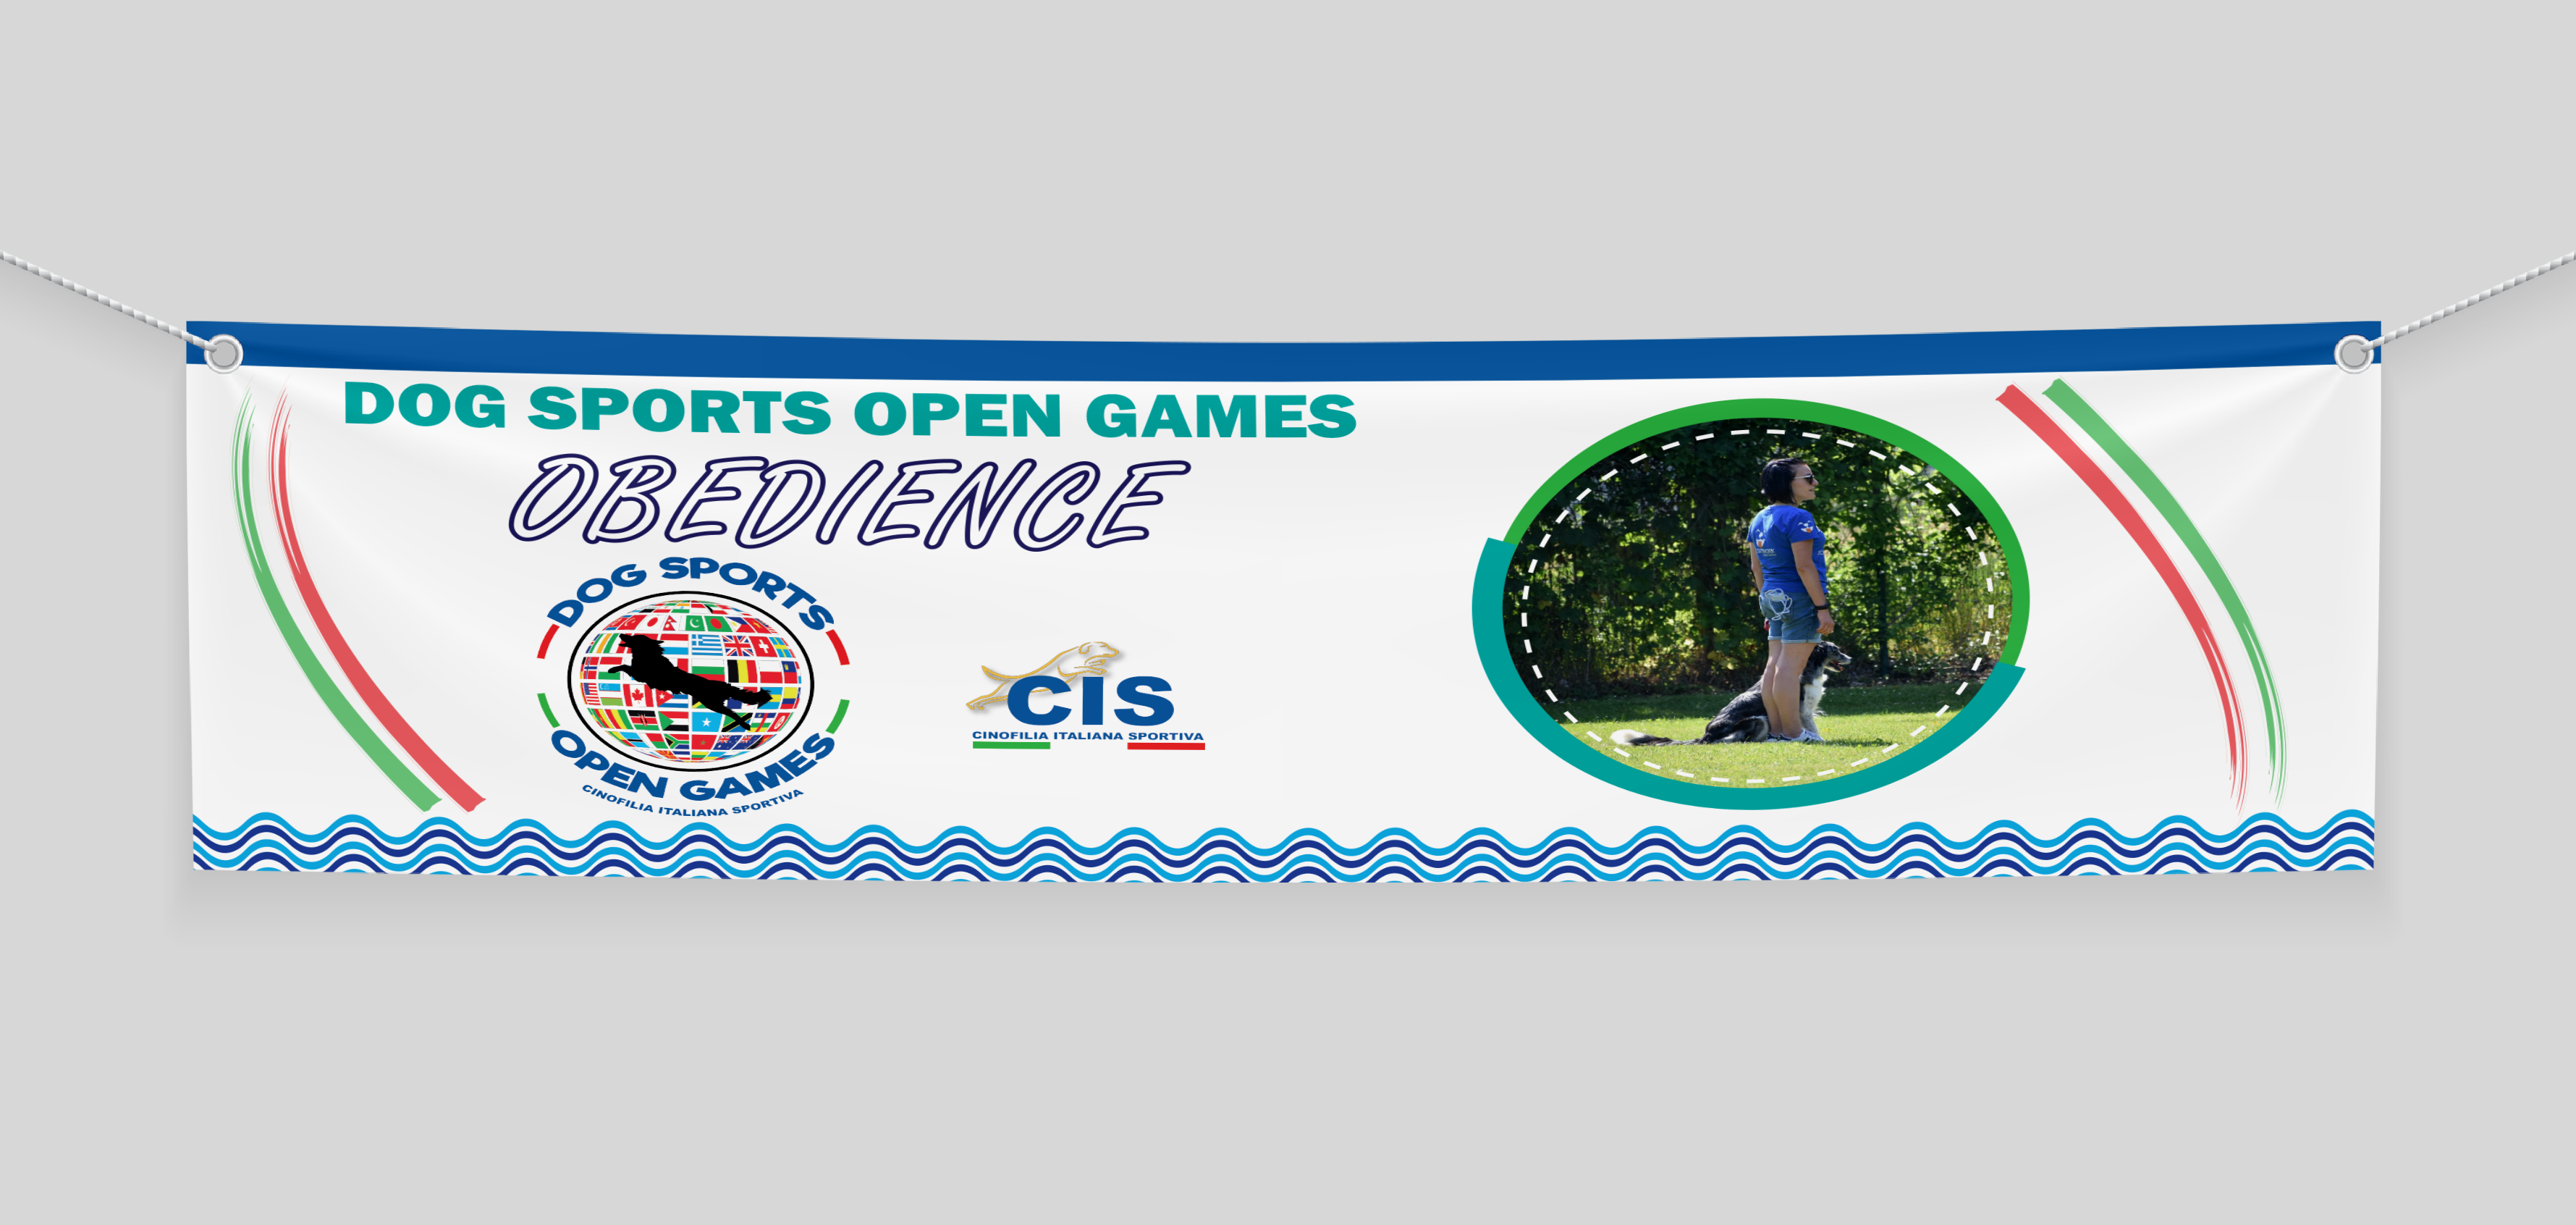 DOG SPORTS OPEN GAMES
OBEDIENCE
DOG SPORTS
OPEN GAMES
CINOFILIA ITALIANA SPORTIVA
CIS
CINOFILIA ITALIANA SPORTIVA